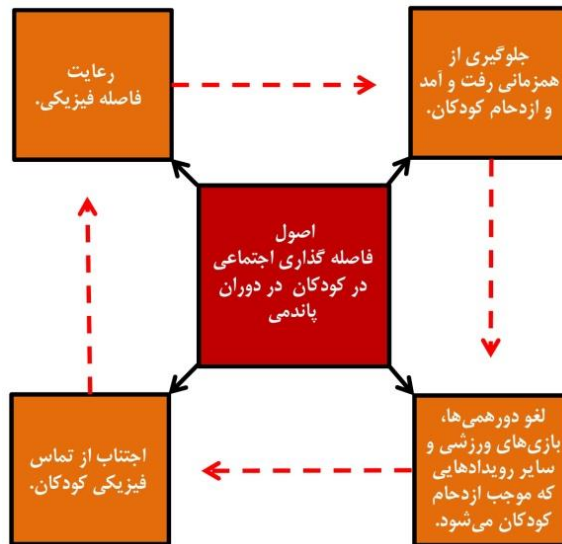 جلوگیری از
همزمانی رفت و آمد
و ازدحام کودکان.
رعایت
فاصله فیزیکی.
اصول
فاصله گذاری اجتماعی
در کودکان در دوران
پاندمی
لغو دورهمی‌ها،
بازی‌های ورزشی و
سایر رویدادهایی
که موجب ازدحام
کودکان می‌شود.
اجتناب از تماس
فیزیکی کودکان.